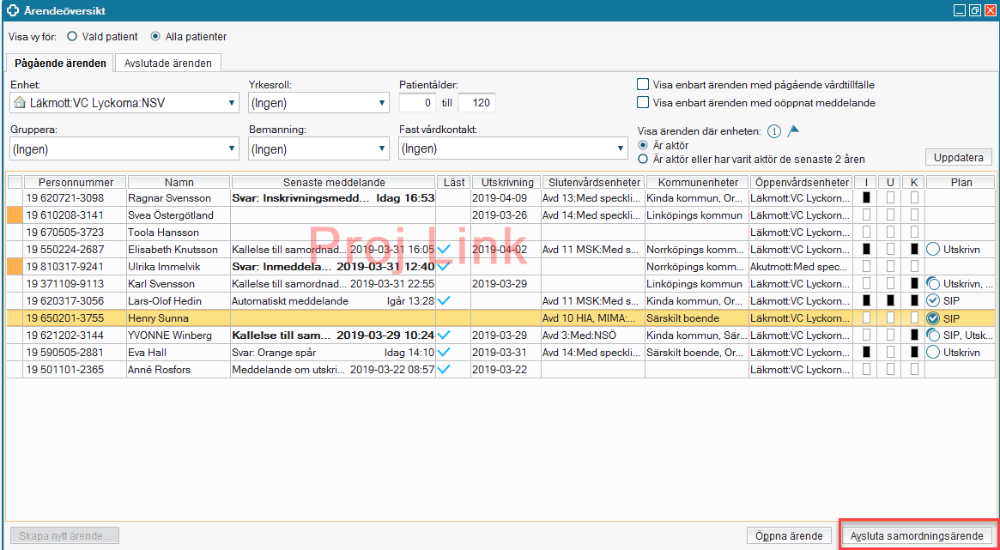 Ärendeöversikt
Visa vy för: Vald patient Alla patienter
Pågående ärenden Avslutade ärenden
Enhet: Yrkesroll: Patientålder:
Läkmott:VC Lyckorna:NSV (Ingen) 0 till 120
Visa enbart ärenden med pågående vårdtillfälle
Visa enbart ärenden med oöppnat meddelande
Gruppera: Bemanning: Fast vårdkontakt:
(Ingen) (Ingen) (Ingen)
Visa ärenden där enheten:
Är aktör
Är aktör eller har varit aktör de senaste 2 åren
Uppdatera
Personnummer Namn Senaste meddelande Läst Utskrivning Slutenvårdsenheter Kommunenheter Öppenvårdsenheter I U K Plan
19 620721-3098 Ragnar Svensson Svar: Inskrivningsmedd... Idag 16:53 2019-04-09 Avd 13:Med speckli... Kinda kommun, Or... Läkmott:VC Lyckorn...
19 610208-3141 Svea Östergötland 2019-03-26 Avd 14:Med speckli... Linköpings kommun Läkmott:VC Lyckorn...
19 670505-3723 Toola Hansson Läkmott:VC Lyckorn...
19 550224-2687 Elisabeth Knutsson Kallelse till samordnad... 2019-03-31 16:05 2019-04-02 Avd 11 MSK:Med s... Norrköpings komm... Läkmott:VC Lyckorn... Utskrivn
19 810317-9241 Ulrika Immelvik Svar: Inmeddela... 2019-03-31 12:40 Norrköpings komm... Akutmott:Med spec...
19 371109-9113 Karl Svensson Kallelse till samordnad... 2019-03-31 22:55 2019-03-29 Linköpings kommun Läkmott:VC Lyckorn... Utskrivn, ...
19 620317-3056 Lars-Olof Hedin Automatiskt meddelande Igår 13:28 Avd 11 MSK:Med s... Kinda kommun, Or... Läkmott:VC Lyckorn... SIP
19 650201-3755 Henry Sunna Avd 10 HIA, MIMA:... Särskilt boende Läkmott:VC Lyckorn... SIP
19 621202-3144 YVONNE Winberg Kallelse till sam... 2019-03-29 10:24 2019-03-29 Avd 3:Med:NSÖ Kinda kommun, Sär... Läkmott:VC Lyckorn... SIP, Utsk...
19 590505-2881 Eva Hall Svar: Orange spår Idag 14:10 2019-03-31 Avd 14:Med speckli... Särskilt boende, Or... Läkmott:VC Lyckorn... Utskrivn
19 501101-2365 Anné Rosfors Meddelande om utskri... 2019-03-22 08:57 2019-03-22 Läkmott:VC Lyckorn...
Proj Link
Skapa nytt ärende... Öppna ärende Avsluta samordningsärende